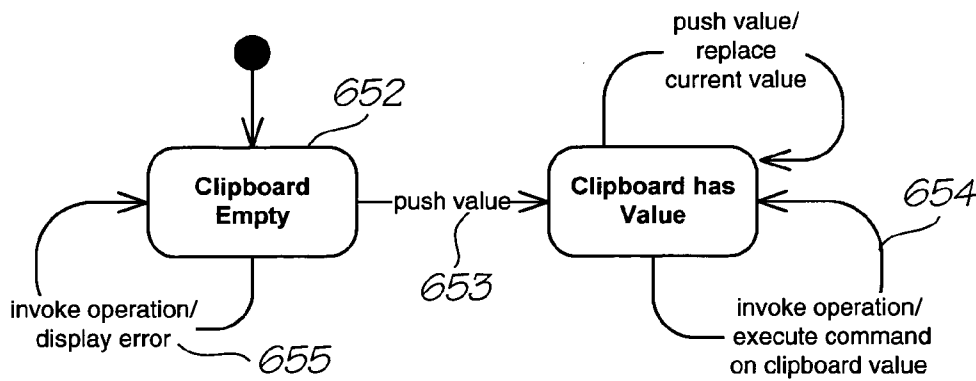 push value/
replace
current value
652
Clipboard
Empty
push value
653
Clipboard has
Value
654
invoke operation/
display error
655
invoke operation/
execute command
on clipboard value